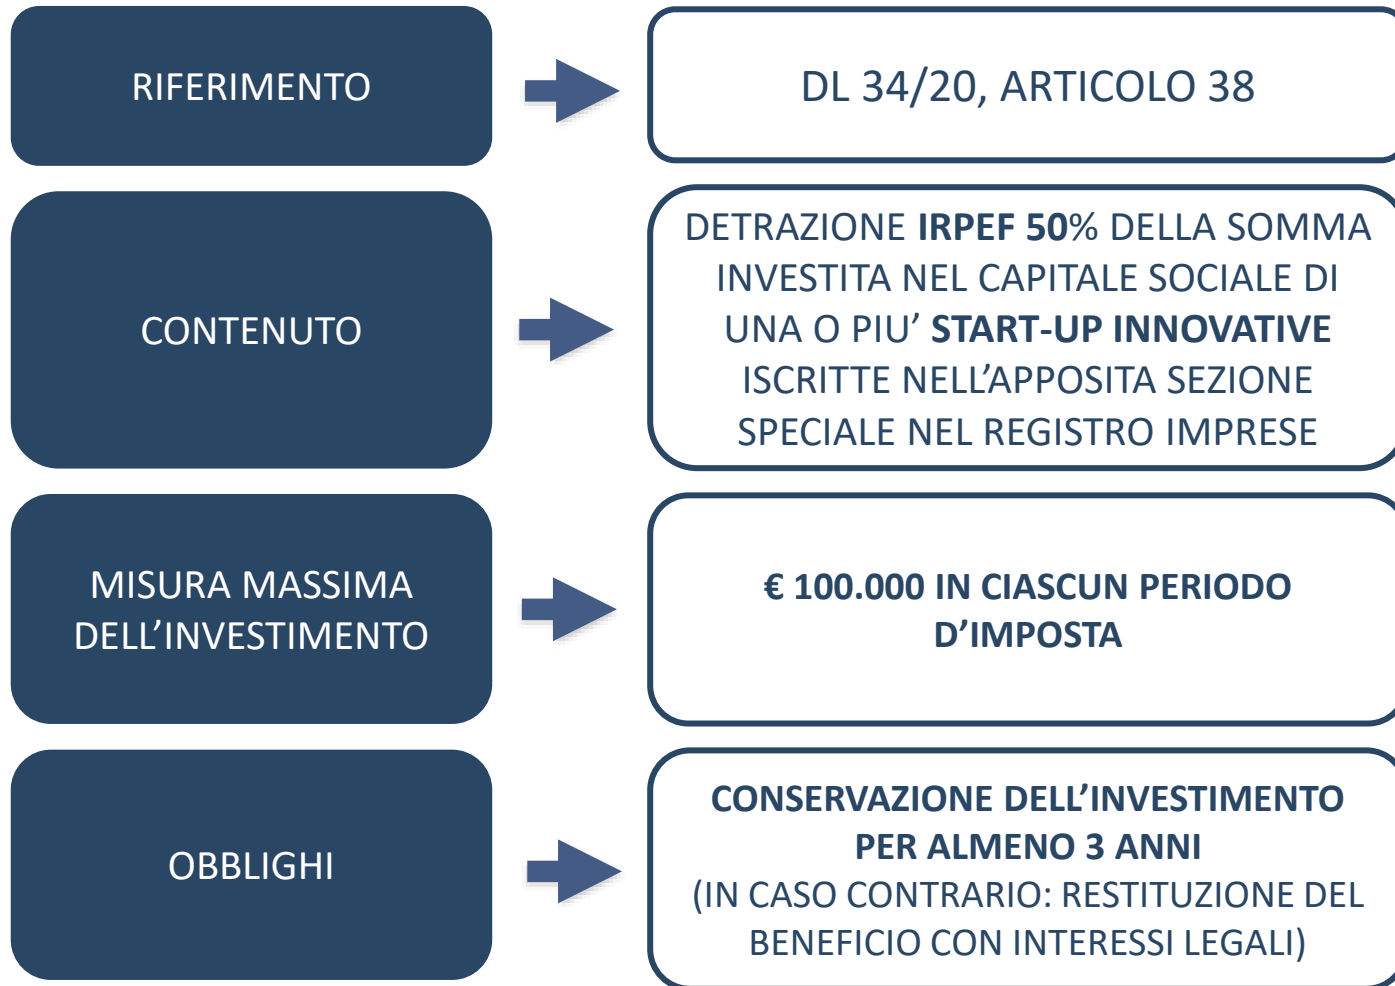 RIFERIMENTO
DL 34/20, ARTICOLO 38
CONTENUTO
DETRAZIONE IRPEF 50% DELLA SOMMA
INVESTITA NEL CAPITALE SOCIALE DI
UNA O PIU’ START-UP INNOVATIVE
ISCRITTE NELL’APPOSITA SEZIONE
SPECIALE NEL REGISTRO IMPRESE
MISURA MASSIMA
DELL’INVESTIMENTO
€ 100.000 IN CIASCUN PERIODO
D’IMPOSTA
OBBLIGHI
CONSERVAZIONE DELL’INVESTIMENTO
PER ALMENO 3 ANNI
(IN CASO CONTRARIO: RESTITUZIONE DEL
BENEFICIO CON INTERESSI LEGALI)